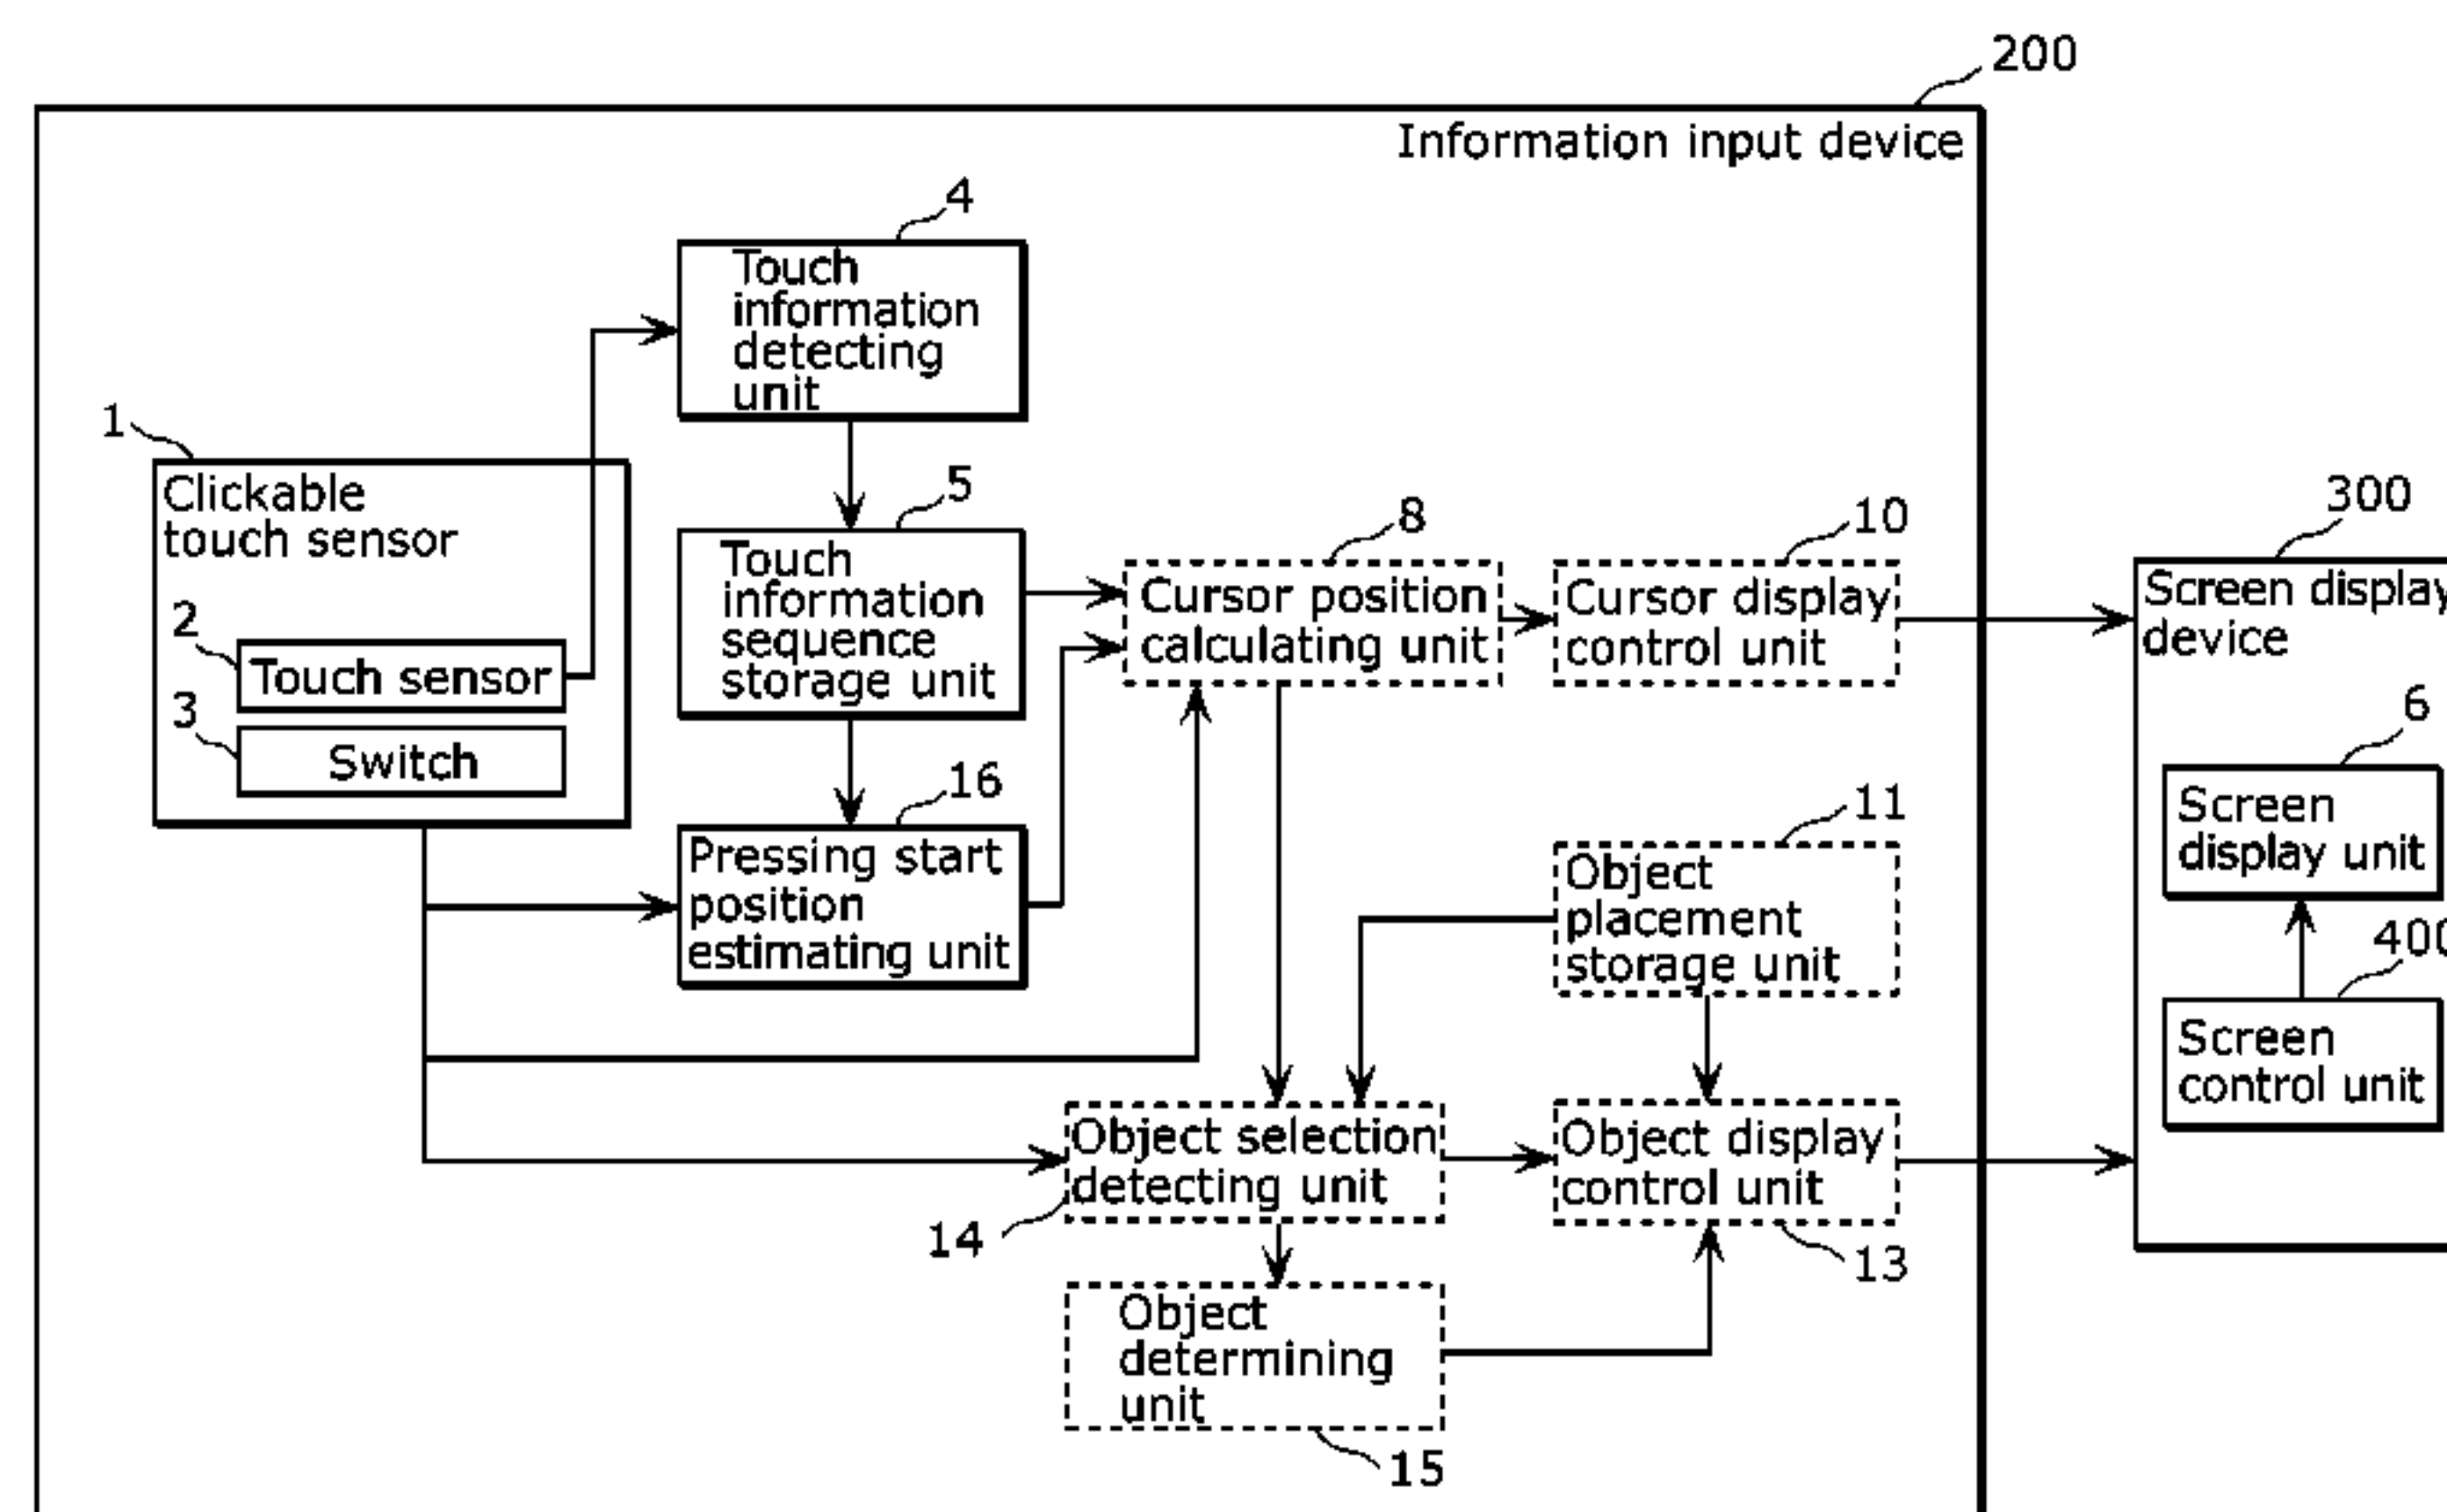 200
Information input device
4
Touch
information
detecting
unit
1
Clickable
touch sensor
2
Touch sensor
3
Switch
5
Touch
information
sequence
storage unit
16
Pressing start
position
estimating unit
8
Cursor position
calculating unit
10
Cursor display
control unit
11
Object
placement
storage unit
14
Object selection
detecting unit
Object display
control unit
13
Object
determining
unit
15
300
Screen display
device
6
Screen
display unit
400
Screen
control unit